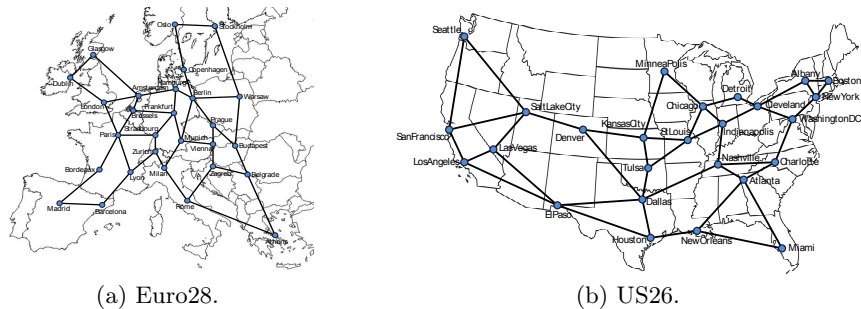 Oslo
Stockholm
Glasgow
Copenhagen
Dublin
Hamburg
Amsterdam
Berlin
Warsaw
London
Brussels
Frankfurt
Prague
Paris
Strasbourg
Munich
Vienna
Budapest
Zurich
Bordeaux
Lyon
Milan
Zagreb
Belgrade
Madrid
Barcelona
Rome
Athens
(a) Euro28.
Seattle
MinneaPolis
Albany
Boston
Detroit
NewYork
SaltLakeCity
Chicago
Cleveland
WashingtonDC
SanFrancisco
Denver
KansasCity
StLouis
Indianapolis
LosAngeles
LasVegas
Nashville
Charlotte
Tulsa
Atlanta
ElPaso
Dallas
Houston
NewOrleans
Miami
(b) US26.